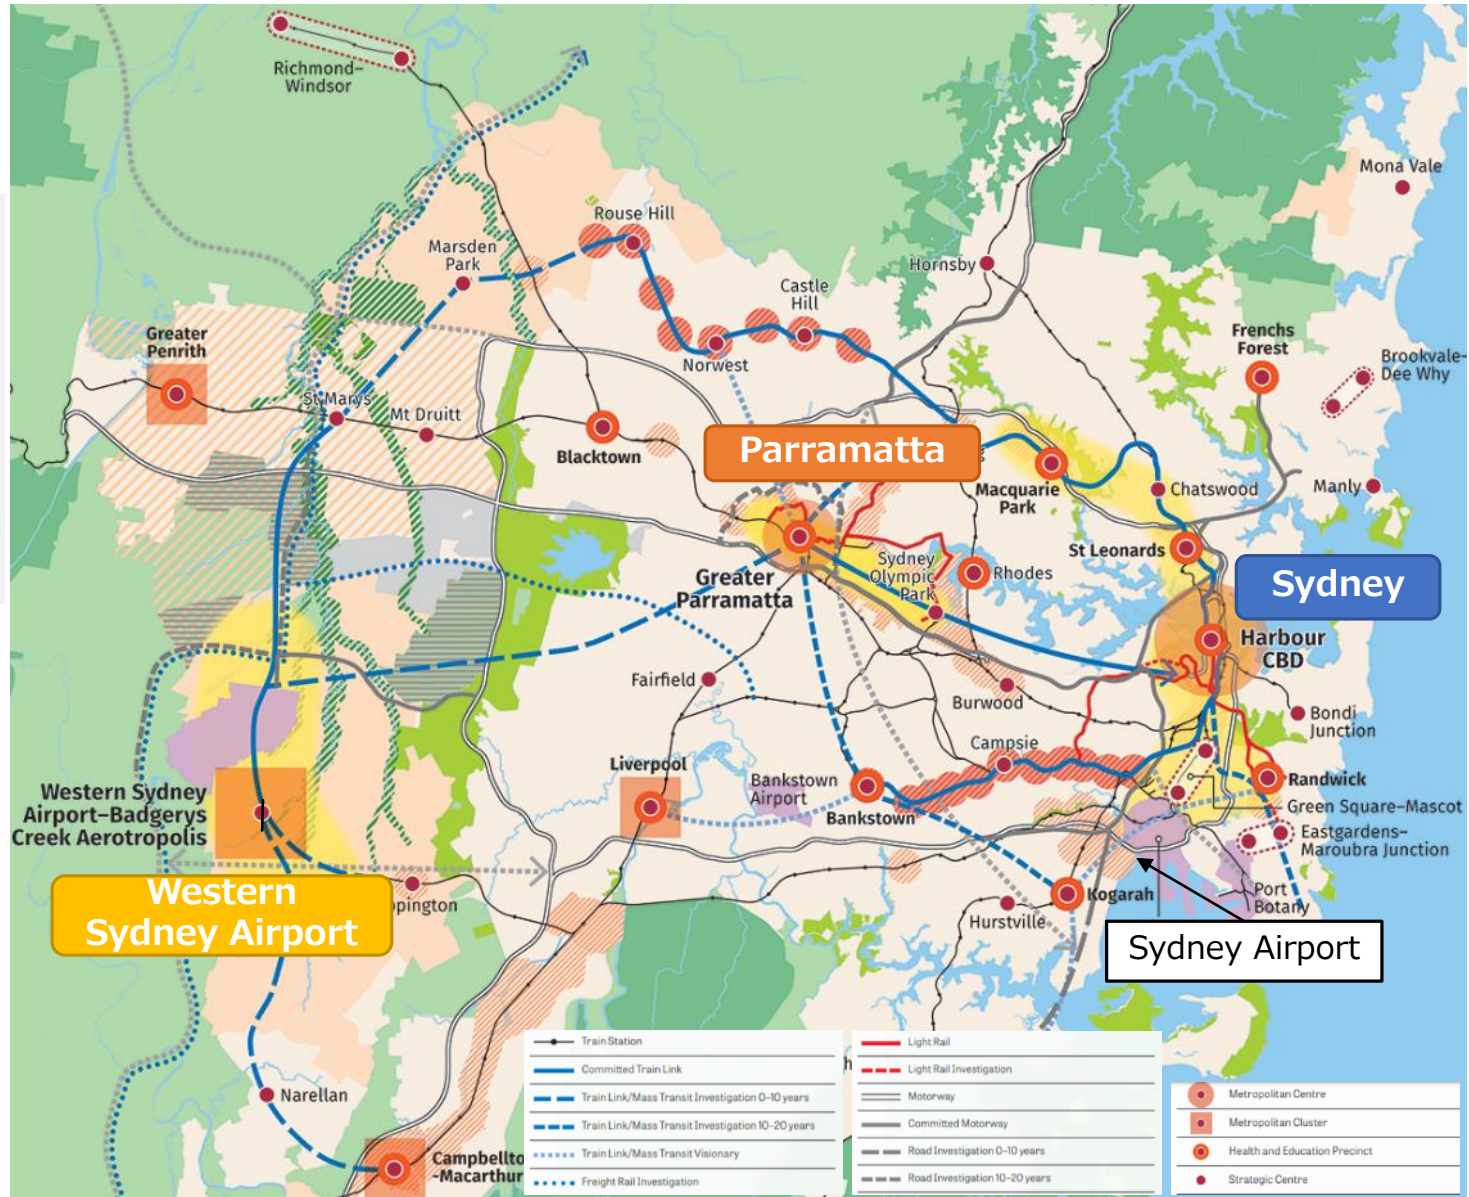 Richmond–
Windsor
Mona Vale
Rouse Hill
Marsden
Park
Hornsby
Castle
Hill
Greater
Penrith
Frenchs
Forest
Brookvale–
Dee Why
Norwest
St Marys
Mt Druitt
Blacktown
Parramatta
g
Macquarie
Park
Chatswood
Manly
St Leonards
Sydney
Olympic
Park
Rhodes
Greater
Parramatta
Sydney
Harbour
CBD
Fairfield
Burwood
Bondi
Junction
Campsie
Liverpool
Bankstown
Airport
Bankstown
Randwick
Green Square–Mascot
Eastgardens–
Maroubra Junction
Western Sydney
Airport–Badgerys
Creek Aerotropolis
Western
Sydney Airport
ppington
Kogarah
Hurstville
Port
Botany
Sydney Airport
Narellan
Campbellto
-Macarthur
h
Train Station
Committed Train Link
Train Link/Mass Transit Investigation 0–10 years
Train Link/Mass Transit Investigation 10–20 years
Train Link/Mass Transit Visionary
Freight Rail Investigation
Light Rail
Light Rail Investigation
Motorway
Committed Motorway
Road Investigation 0–10 years
Road Investigation 10–20 years
Metropolitan Centre
Metropolitan Cluster
Health and Education Precinct
Strategic Centre